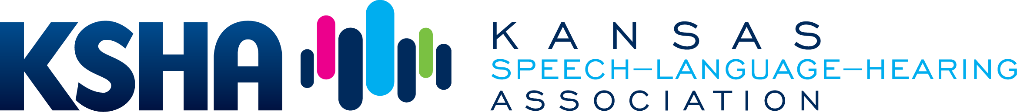 KSHA
KANSAS
SPEECH—LANGUAGE—HEARING
ASSOCIATION